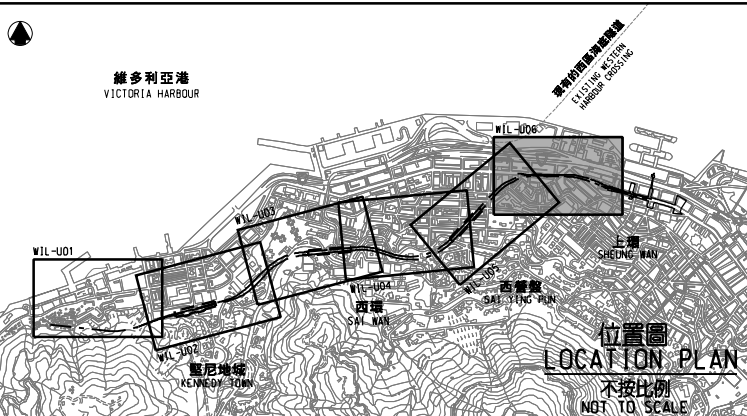 維多利亞港
VICTORIA HARBOUR
現有的西區海底隧道
EXISTING WESTERN
HARBOUR CROSSING
WIL-U06
WIL-U03
WIL-U01
上環
SHEUNG WAN
WIL-U05
WIL-U04
西營盤
SAI YING PUN
西環
SAI WAN
WIL-U02
堅尼地城
KENNEDY TOWN
位置圖
LOCATION PLAN
不按比例
NOT TO SCALE